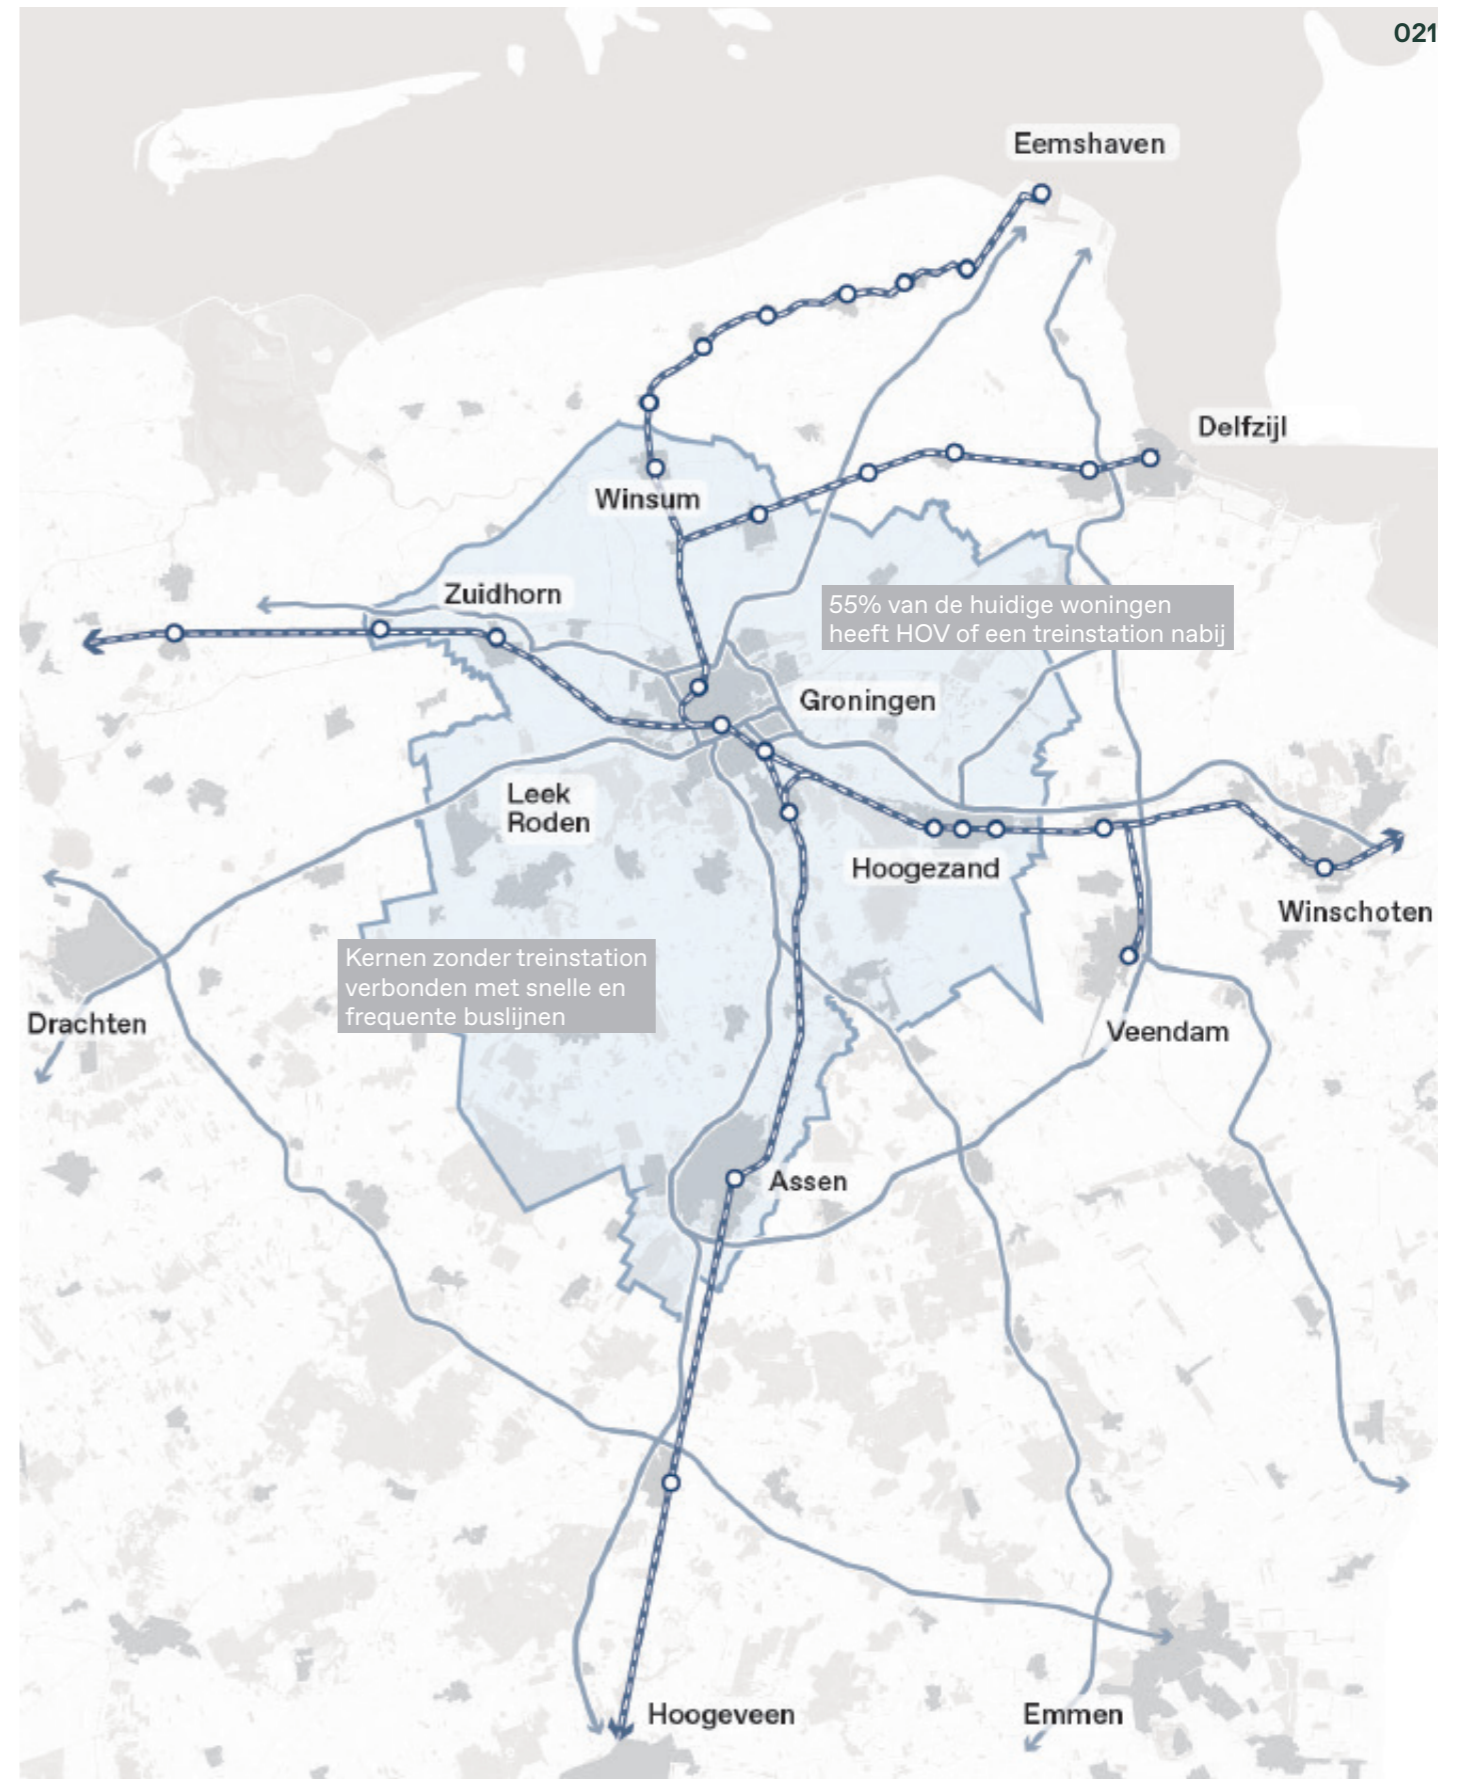 021
Eemshaven
Delfzijl
Winsum
Zuidhorn
55% van de huidige woningen
heeft HOV of een treinstation nabij
Groningen
Leek
Roden
Hoogezand
Winschoten
Kernen zonder treinstation
verbonden met snelle en
frequente buslijnen
Drachten
Veendam
Assen
Hoogeveen
Emmen